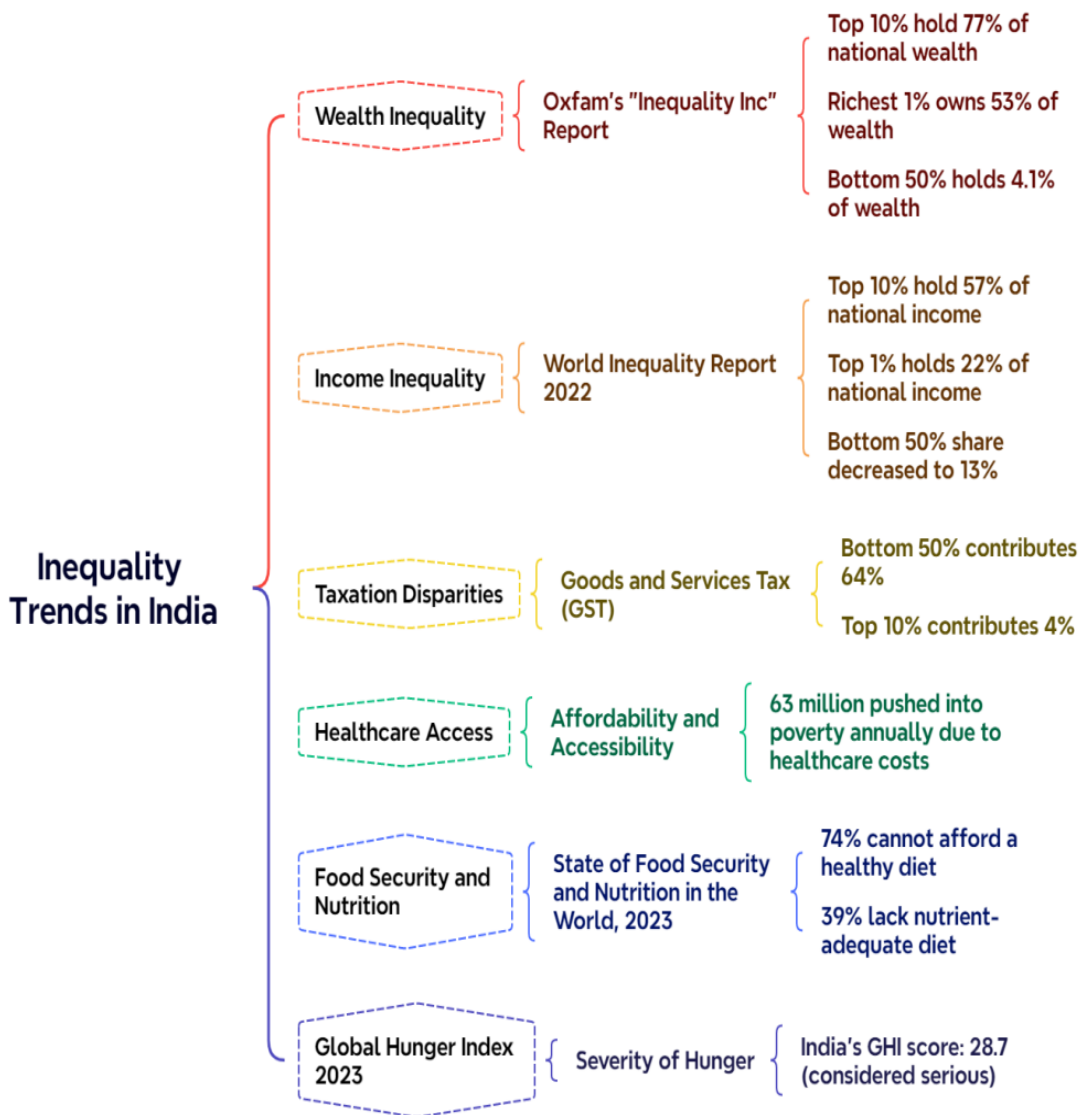 Inequality
Trends in India
Wealth Inequality
Oxfam's "Inequality Inc"
Report
Top 10% hold 77% of
national wealth
Richest 1% owns 53% of
wealth
Bottom 50% holds 4.1%
of wealth
Income Inequality
World Inequality Report
2022
Top 10% hold 57% of
national income
Top 1% holds 22% of
national income
Bottom 50% share
decreased to 13%
Taxation Disparities
Goods and Services Tax
(GST)
Bottom 50% contributes
64%
Top 10% contributes 4%
Healthcare Access
Affordability and
Accessibility
63 million pushed into
poverty annually due to
healthcare costs
Food Security and
Nutrition
State of Food Security
and Nutrition in the
World, 2023
74% cannot afford a
healthy diet
39% lack nutrient-
adequate diet
Global Hunger Index
2023
Severity of Hunger
India's GHI score: 28.7
(considered serious)